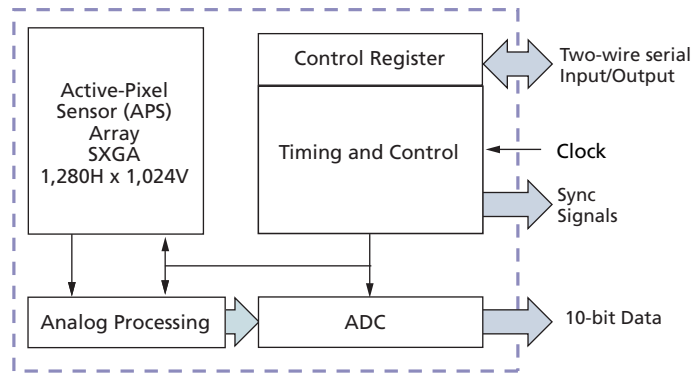 Active-Pixel
Sensor (APS)
Array
SXGA
1,280H x 1,024V
Control Register
Timing and Control
Two-wire serial
Input/Output
Clock
Sync
Signals
Analog Processing
ADC
10-bit Data